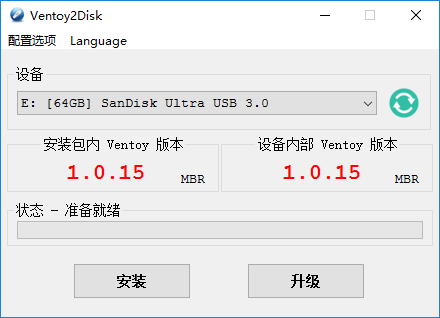 Ventoy2Disk
配置选项 Language
设备
E: [64GB] SanDisk Ultra USB 3.0
安装包内 Ventoy 版本 设备内部 Ventoy 版本
1.0.15 MBR 1.0.15 MBR
状态 - 准备就绪
安装 升级